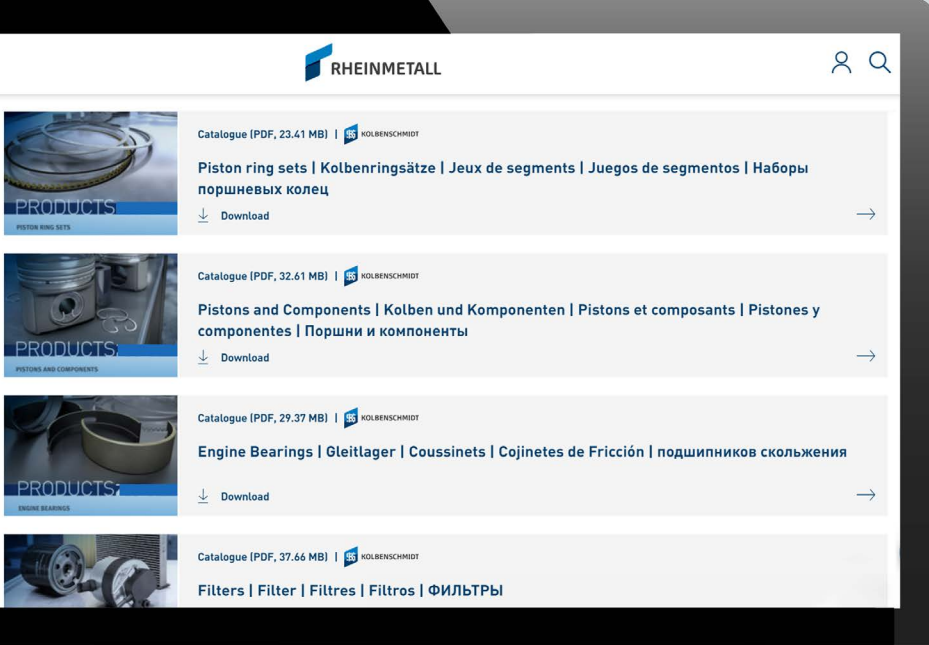 RHEINMETALL
Catalogue (PDF, 23.41 MB) | KOLBENSCHMIDT
Piston ring sets | Kolbenringsätze | Jeux de segments | Juegos de segmentos | Наборы
поршневых колец
Download
PRODUCTS
PISTON RING SETS
Catalogue (PDF, 32.61 MB) | KOLBENSCHMIDT
Pistons and Components | Kolben und Komponenten | Pistons et composants | Pistones y
componentes | Поршни и компоненты
Download
PRODUCTS
PISTONS AND COMPONENTS
Catalogue (PDF, 29.37 MB) | KOLBENSCHMIDT
Engine Bearings | Gleitlager | Coussinets | Cojinetes de Fricción | подшипников скольжения
Download
PRODUCTS
ENGINE BEARINGS
Catalogue (PDF, 37.66 MB) | KOLBENSCHMIDT
Filters | Filter | Filtres | Filtros | ФИЛЬТРЫ